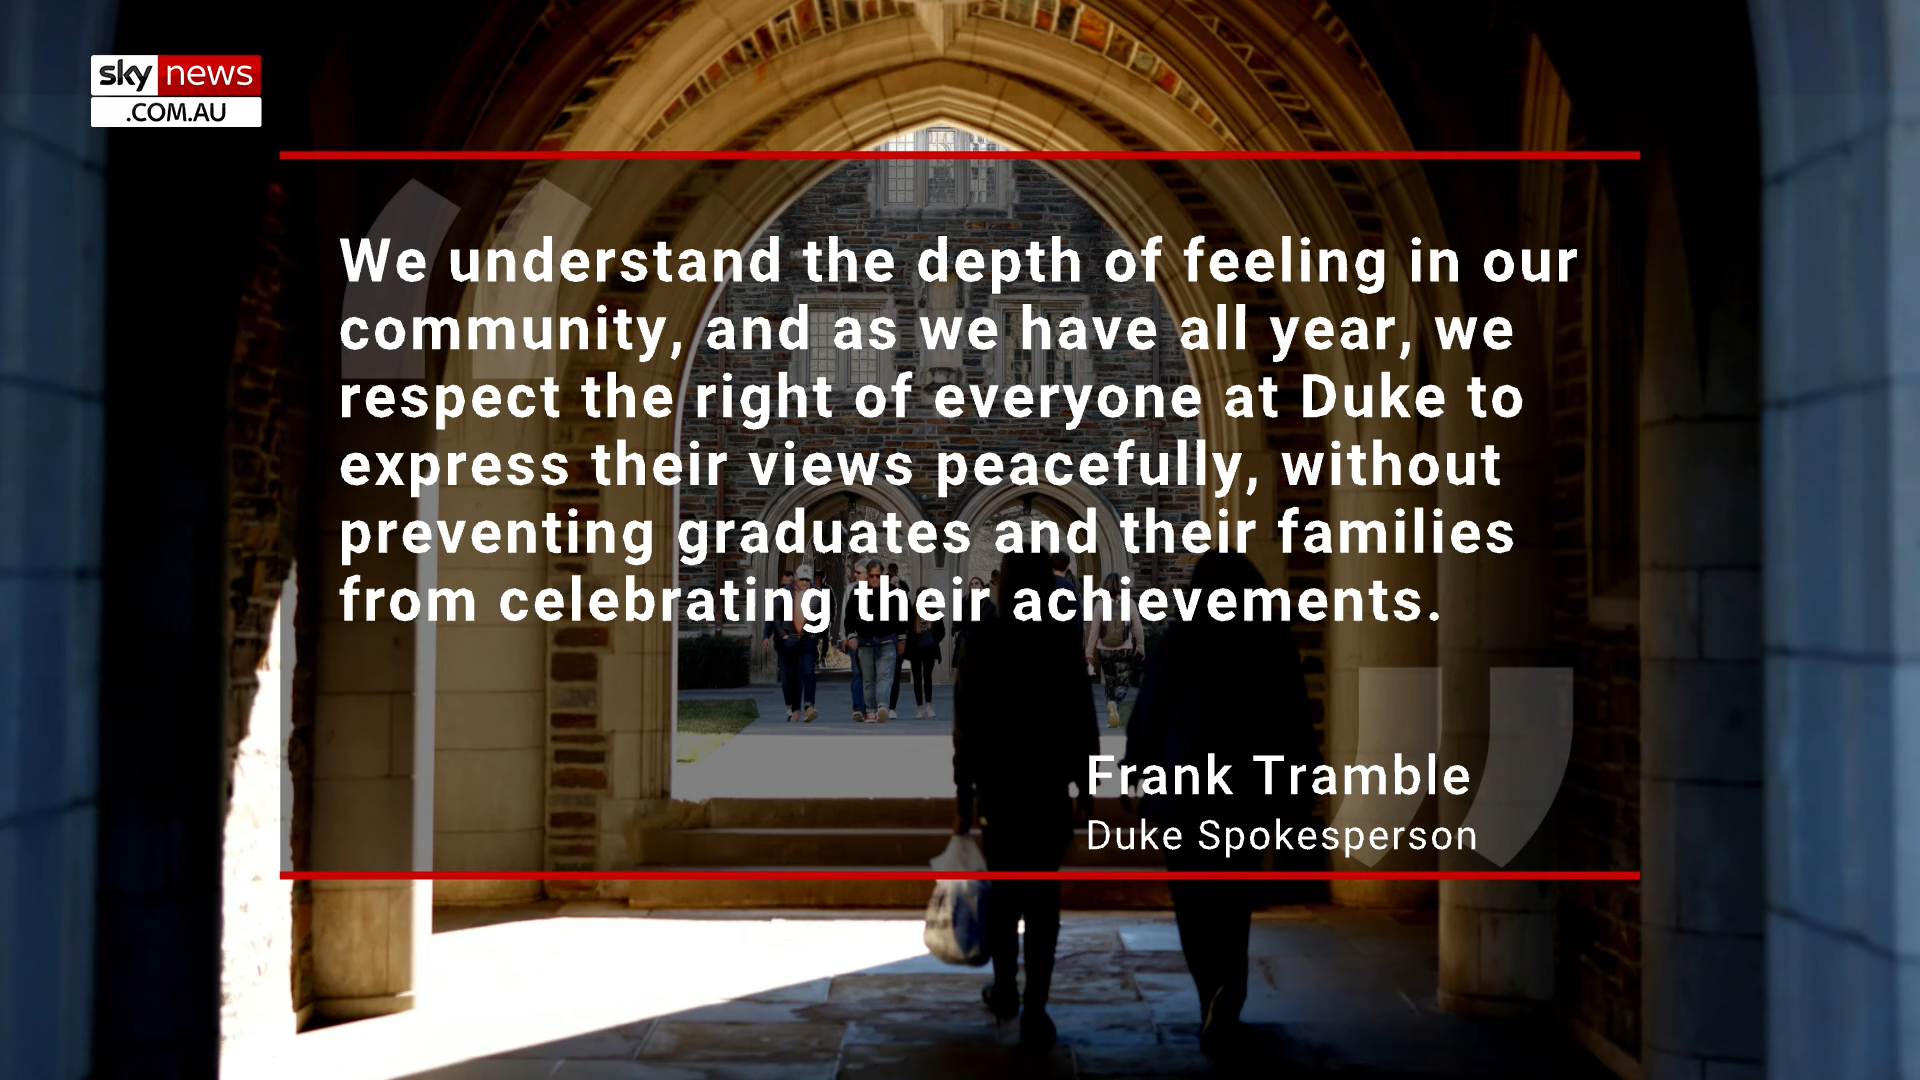 sky news
.COM.AU
We understand the depth of feeling in our
community, and as we have all year, we
respect the right of everyone at Duke to
express their views peacefully, without
preventing graduates and their families
from celebrating their achievements.
Frank Tramble
Duke Spokesperson